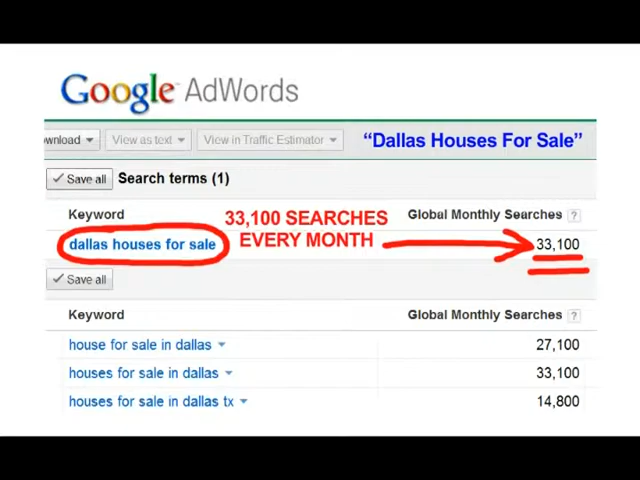 Google AdWords
wnload View as text View in Traffic Estimator "Dallas Houses For Sale"
Save all Search terms (1)
Keyword Global Monthly Searches ?
33,100 SEARCHES
EVERY MONTH
dallas houses for sale 33,100
Save all
Keyword Global Monthly Searches ?
house for sale in dallas 27,100
houses for sale in dallas 33,100
houses for sale in dallas tx 14,800